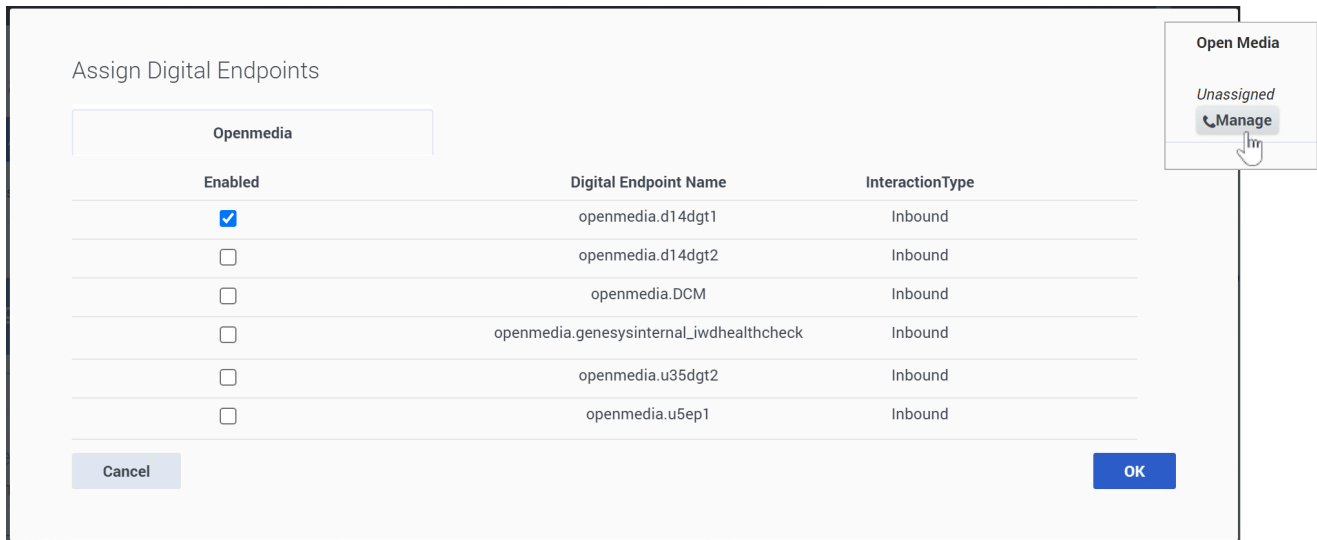 Open Media
Unassigned
Manage
Assign Digital Endpoints
Openmedia
Enabled Digital Endpoint Name InteractionType
openmedia.d14dgt1 Inbound
openmedia.d14dgt2 Inbound
openmedia.DCM Inbound
openmedia.genesysinternal_iwdhealthcheck Inbound
openmedia.u35dgt2 Inbound
openmedia.u5ep1 Inbound
Cancel OK